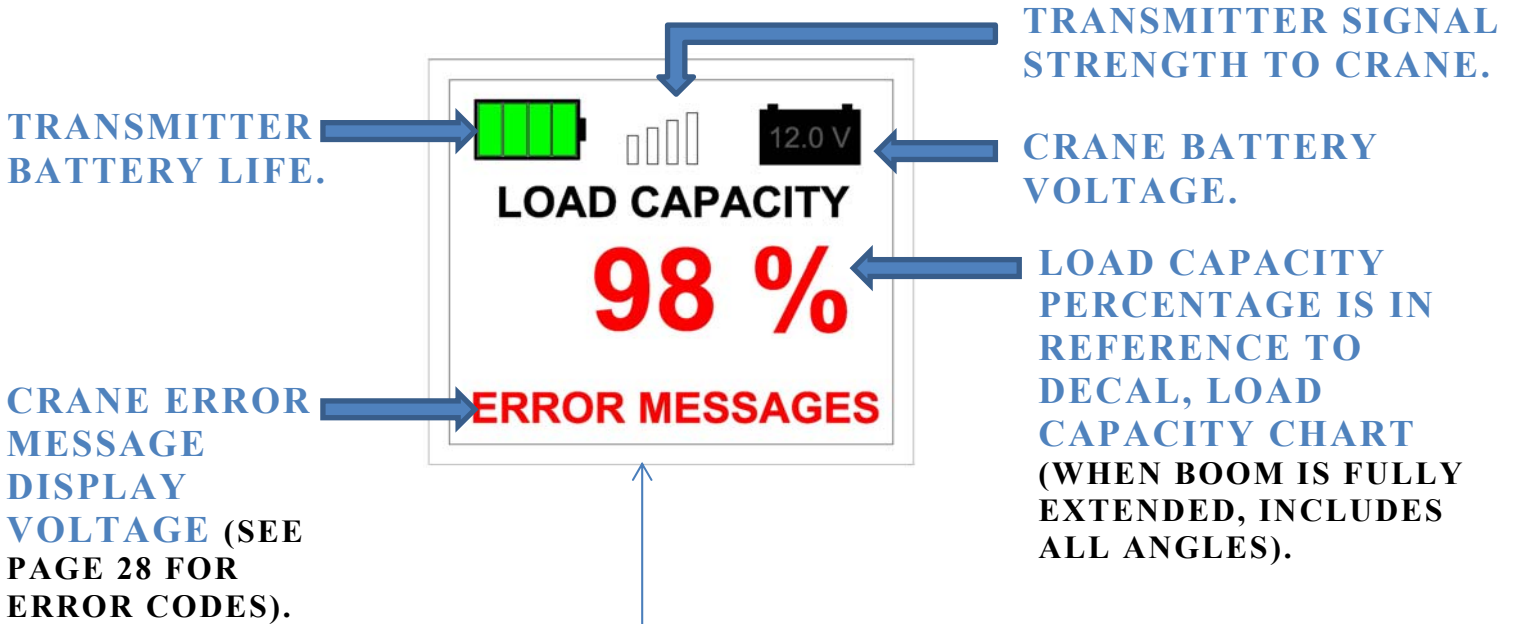 TRANSMITTER SIGNAL
STRENGTH TO CRANE.
TRANSMITTER
BATTERY LIFE.
12.0 V
CRANE BATTERY
VOLTAGE.
LOAD CAPACITY
98 %
LOAD CAPACITY
PERCENTAGE IS IN
REFERENCE TO
DECAL, LOAD
CAPACITY CHART
(WHEN BOOM IS FULLY
EXTENDED, INCLUDES
ALL ANGLES).
CRANE ERROR
MESSAGE
DISPLAY
VOLTAGE (SEE
PAGE 28 FOR
ERROR CODES).
ERROR MESSAGES